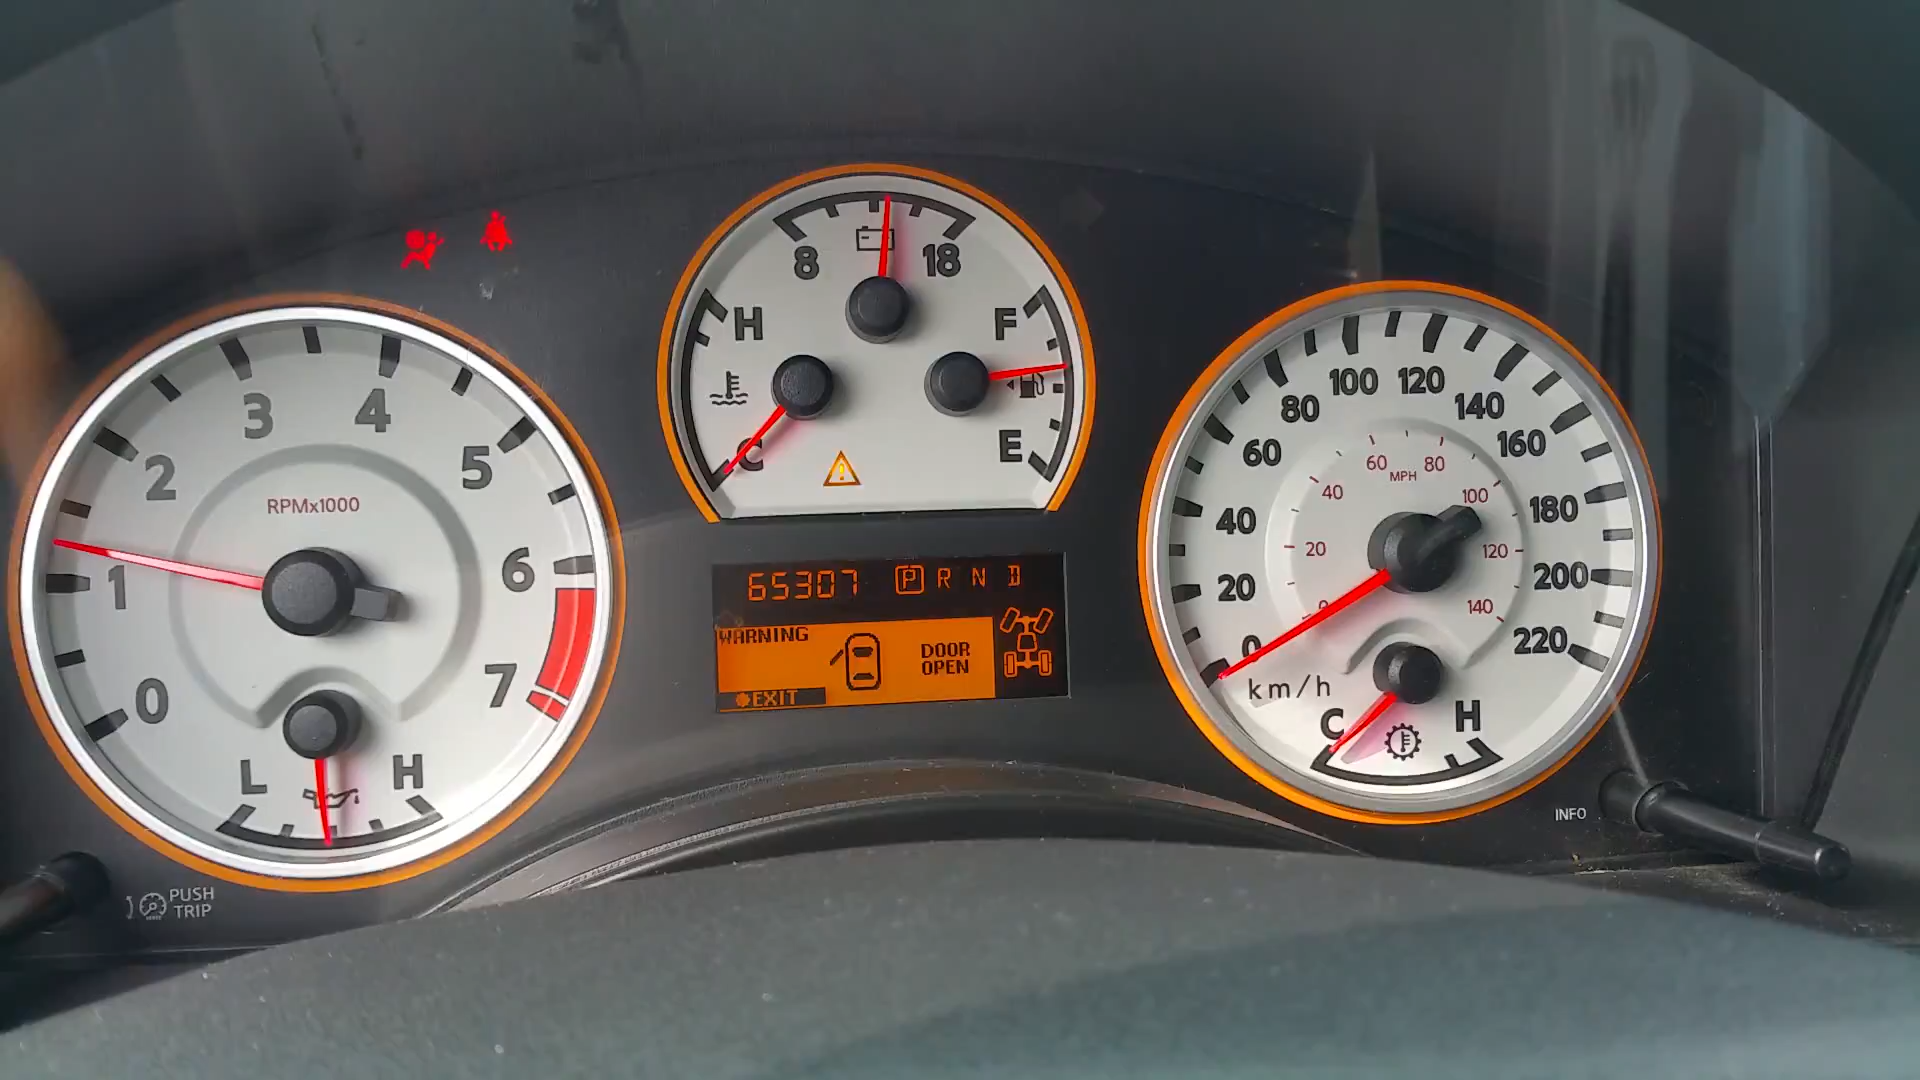 8 18
H
C
F
E
0 1 2 3 4 5 6 7
RPMx1000
L H
65307 P R N D
WARNING
DOOR
OPEN
EXIT
0 20 40 60 80 100 120 140 160 180 200 220
km/h
0 20 40 60 80 100 120 140
MPH
C H
PUSH
TRIP
INFO